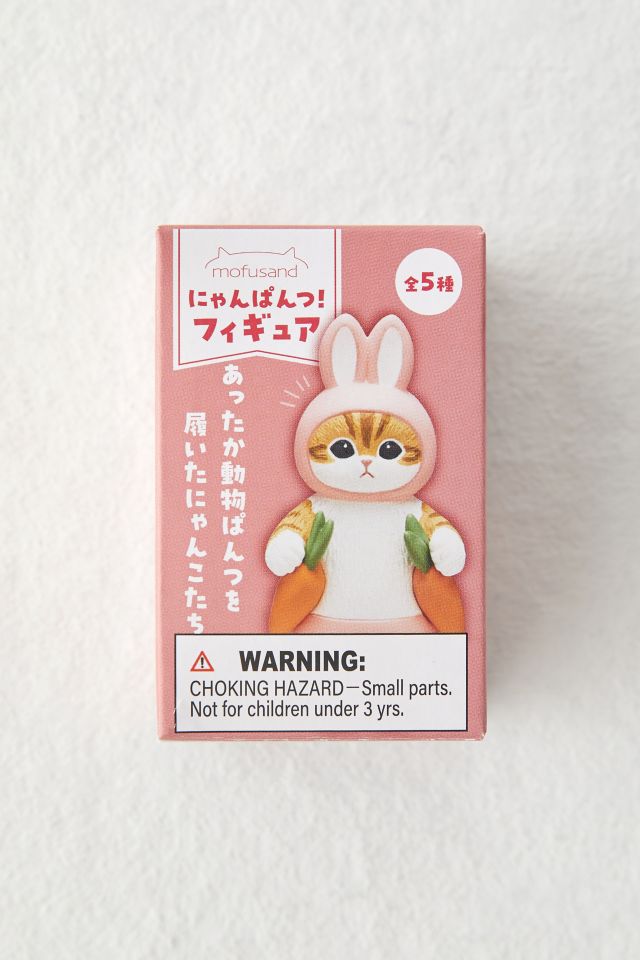 mofusand
にゃんぱんつ!
フィギュア
全5種
あったか動物ぱんつを
履いたにゃんこたち
WARNING:
CHOKING HAZARD—Small parts.
Not for children under 3 yrs.